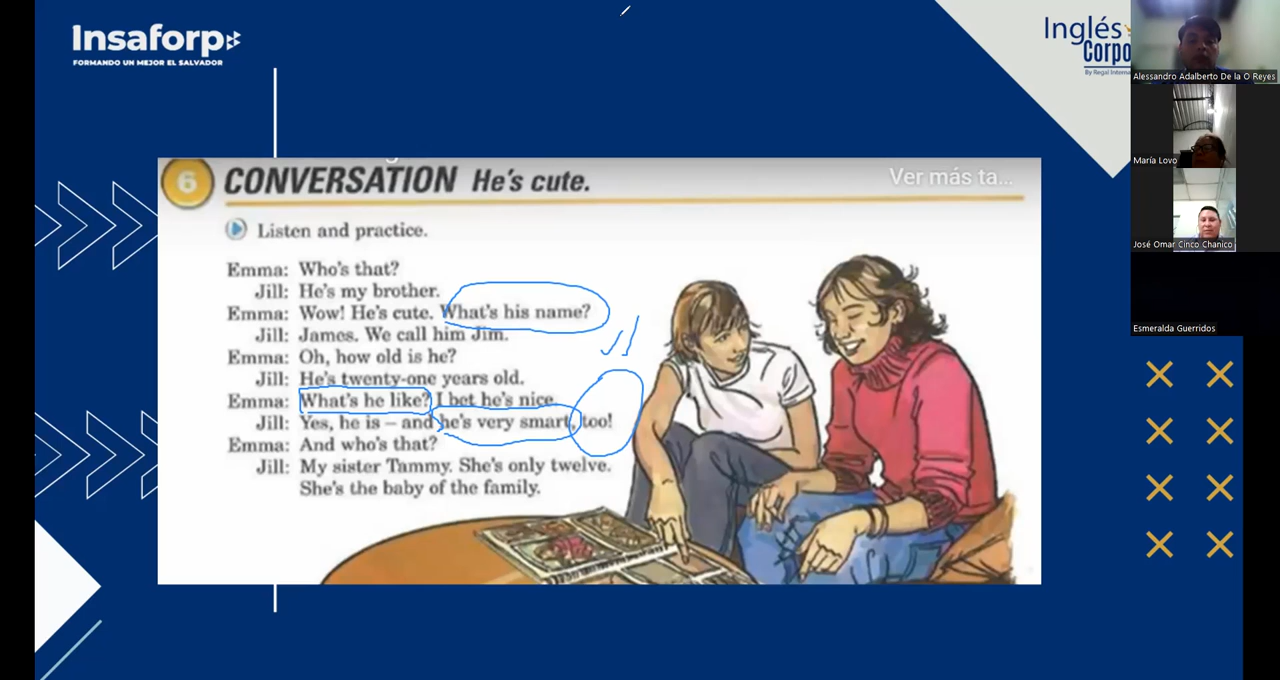 Insaforp
FORMANDO UN MEJOR EL SALVADOR
Inglés
Corpo
By Regal Interna
6 CONVERSATION He's cute.
Ver más ta...
Listen and practice.
Emma: Who's that?
Jill: He's my brother.
Emma: Wow! He's cute. What's his name?
Jill: James. We call him Jim.
Emma: Oh, how old is he?
Jill: He's twenty-one years old.
Emma: What's he like? I bet he's nice.
Jill: Yes, he is – and he's very smart, too!
Emma: And who's that?
Jill: My sister Tammy. She's only twelve.
She's the baby of the family.
Alessandro Adalberto De la O Reyes
María Lovo
José Omar Cinco Chanico
Esmeralda Guerridos